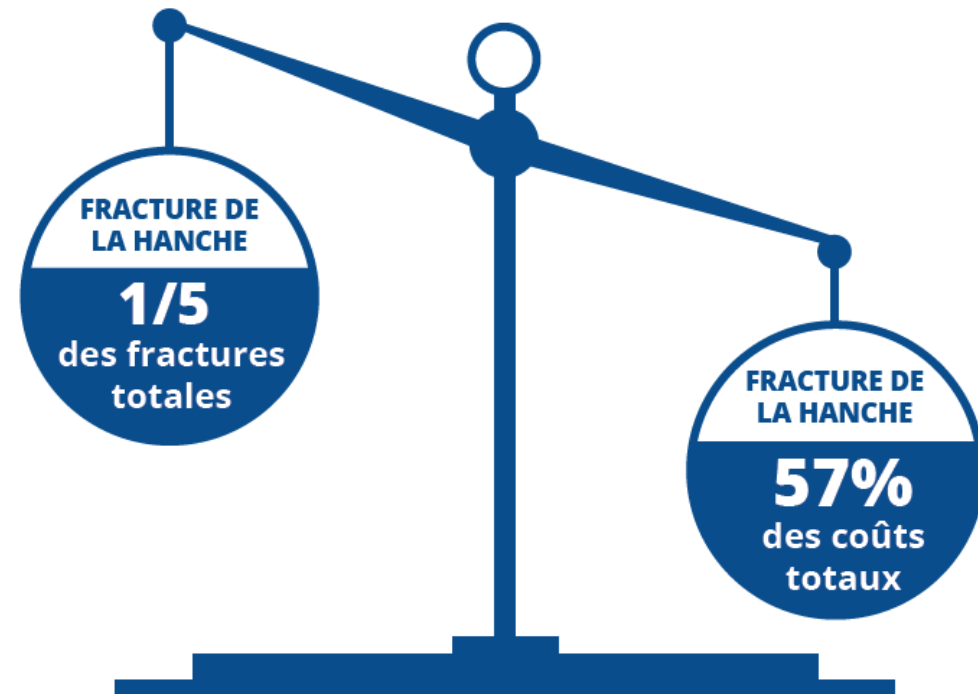 FRACTURE DE
LA HANCHE
1/5
des fractures
totales
FRACTURE DE
LA HANCHE
57%
des coûts
totaux